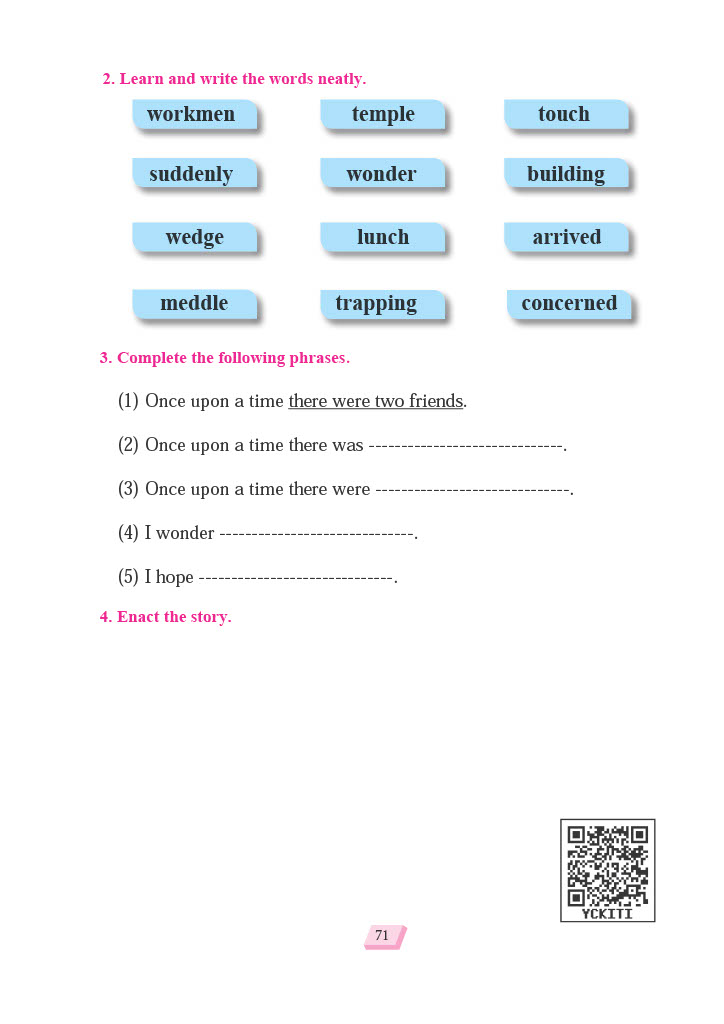 2. Learn and write the words neatly.
workmen temple touch
suddenly wonder building
wedge lunch arrived
meddle trapping concerned
3. Complete the following phrases.
(1) Once upon a time there were two friends.
(2) Once upon a time there was ------------------------------.
(3) Once upon a time there were ------------------------------.
(4) I wonder ------------------------------.
(5) I hope ------------------------------.
4. Enact the story.
YCKITI
71